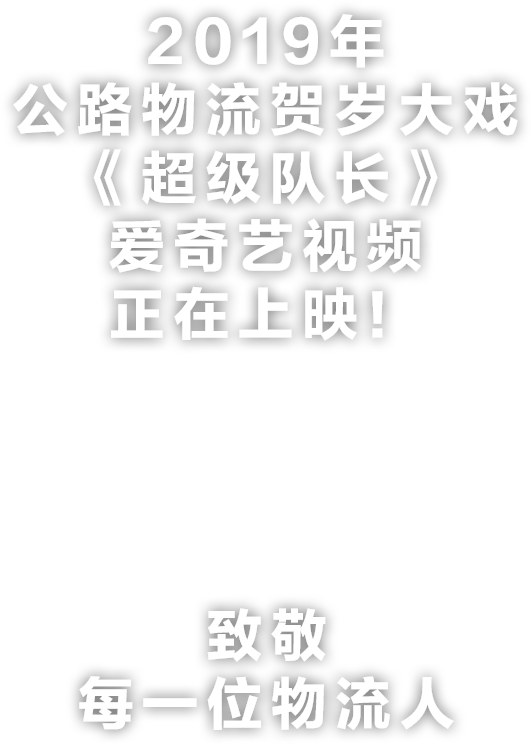 2019年
公路物流贺岁大戏
《超级队长》
爱奇艺视频
正在上映！
致敬
每一位物流人